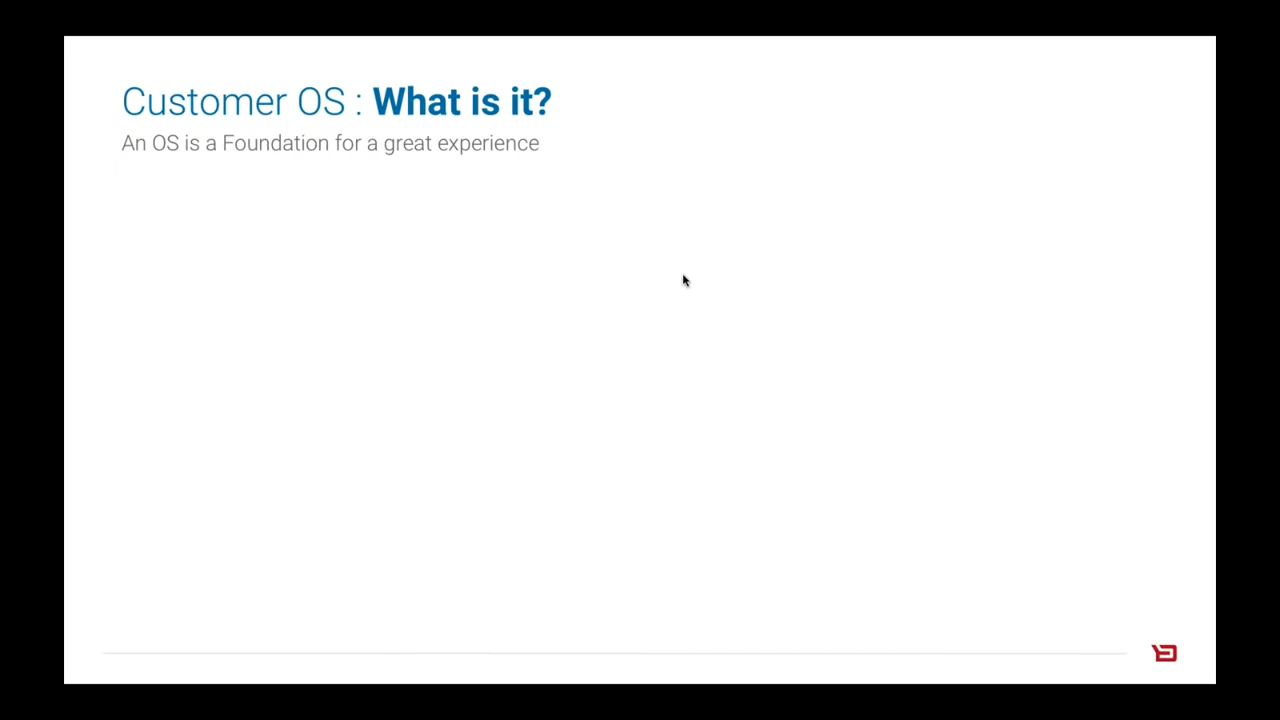 Customer OS : What is it?
An OS is a Foundation for a great experience